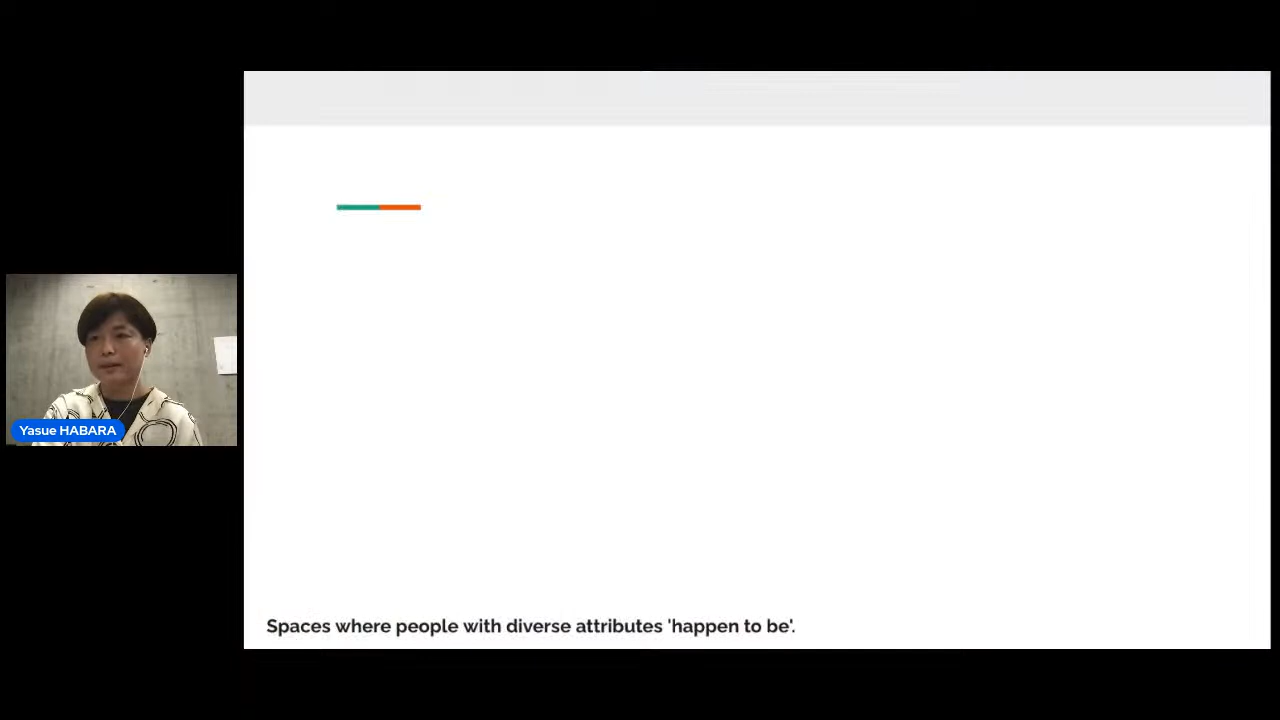 Yasue HABARA
Spaces where people with diverse attributes 'happen to be'.